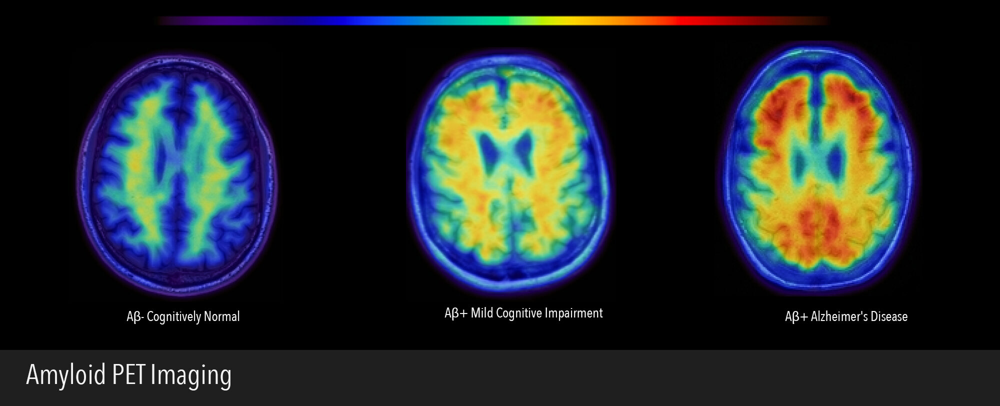 Aβ- Cognitively Normal
Aβ+ Mild Cognitive Impairment
Aβ+ Alzheimer's Disease
Amyloid PET Imaging